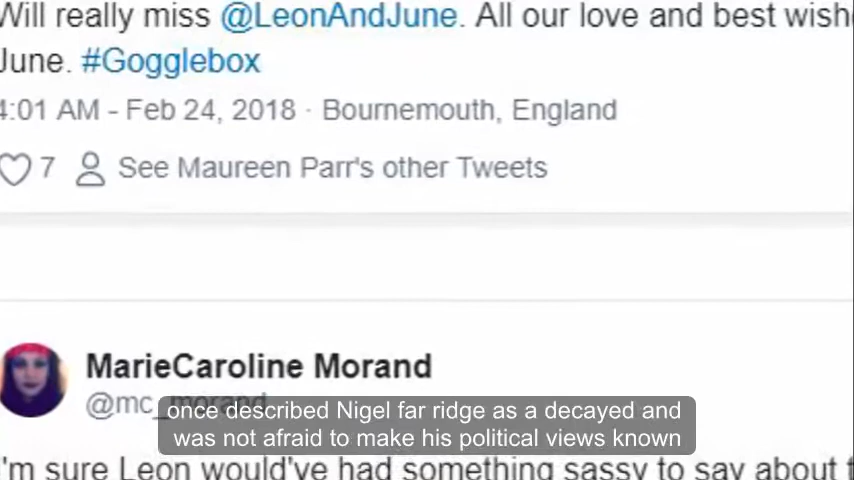 Will really miss @LeonAndJune. All our love and best
June. #Gogglebox
4:01 AM - Feb 24, 2018 · Bournemouth, England
7 See Maureen Parr's other Tweets
MarieCaroline Morand
@mc_morand
once described Nigel far ridge as a decayed and
was not afraid to make his political views known
I'm sure Leon would've had something sassy to say about